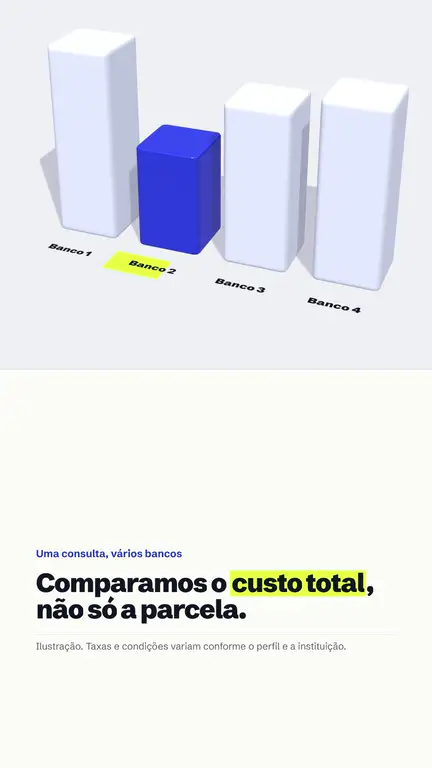 Banco 1
Banco 2
Banco 3
Banco 4
Uma consulta, vários bancos
Comparamos o custo total,
não só a parcela.
Ilustração. Taxas e condições variam conforme o perfil e a instituição.